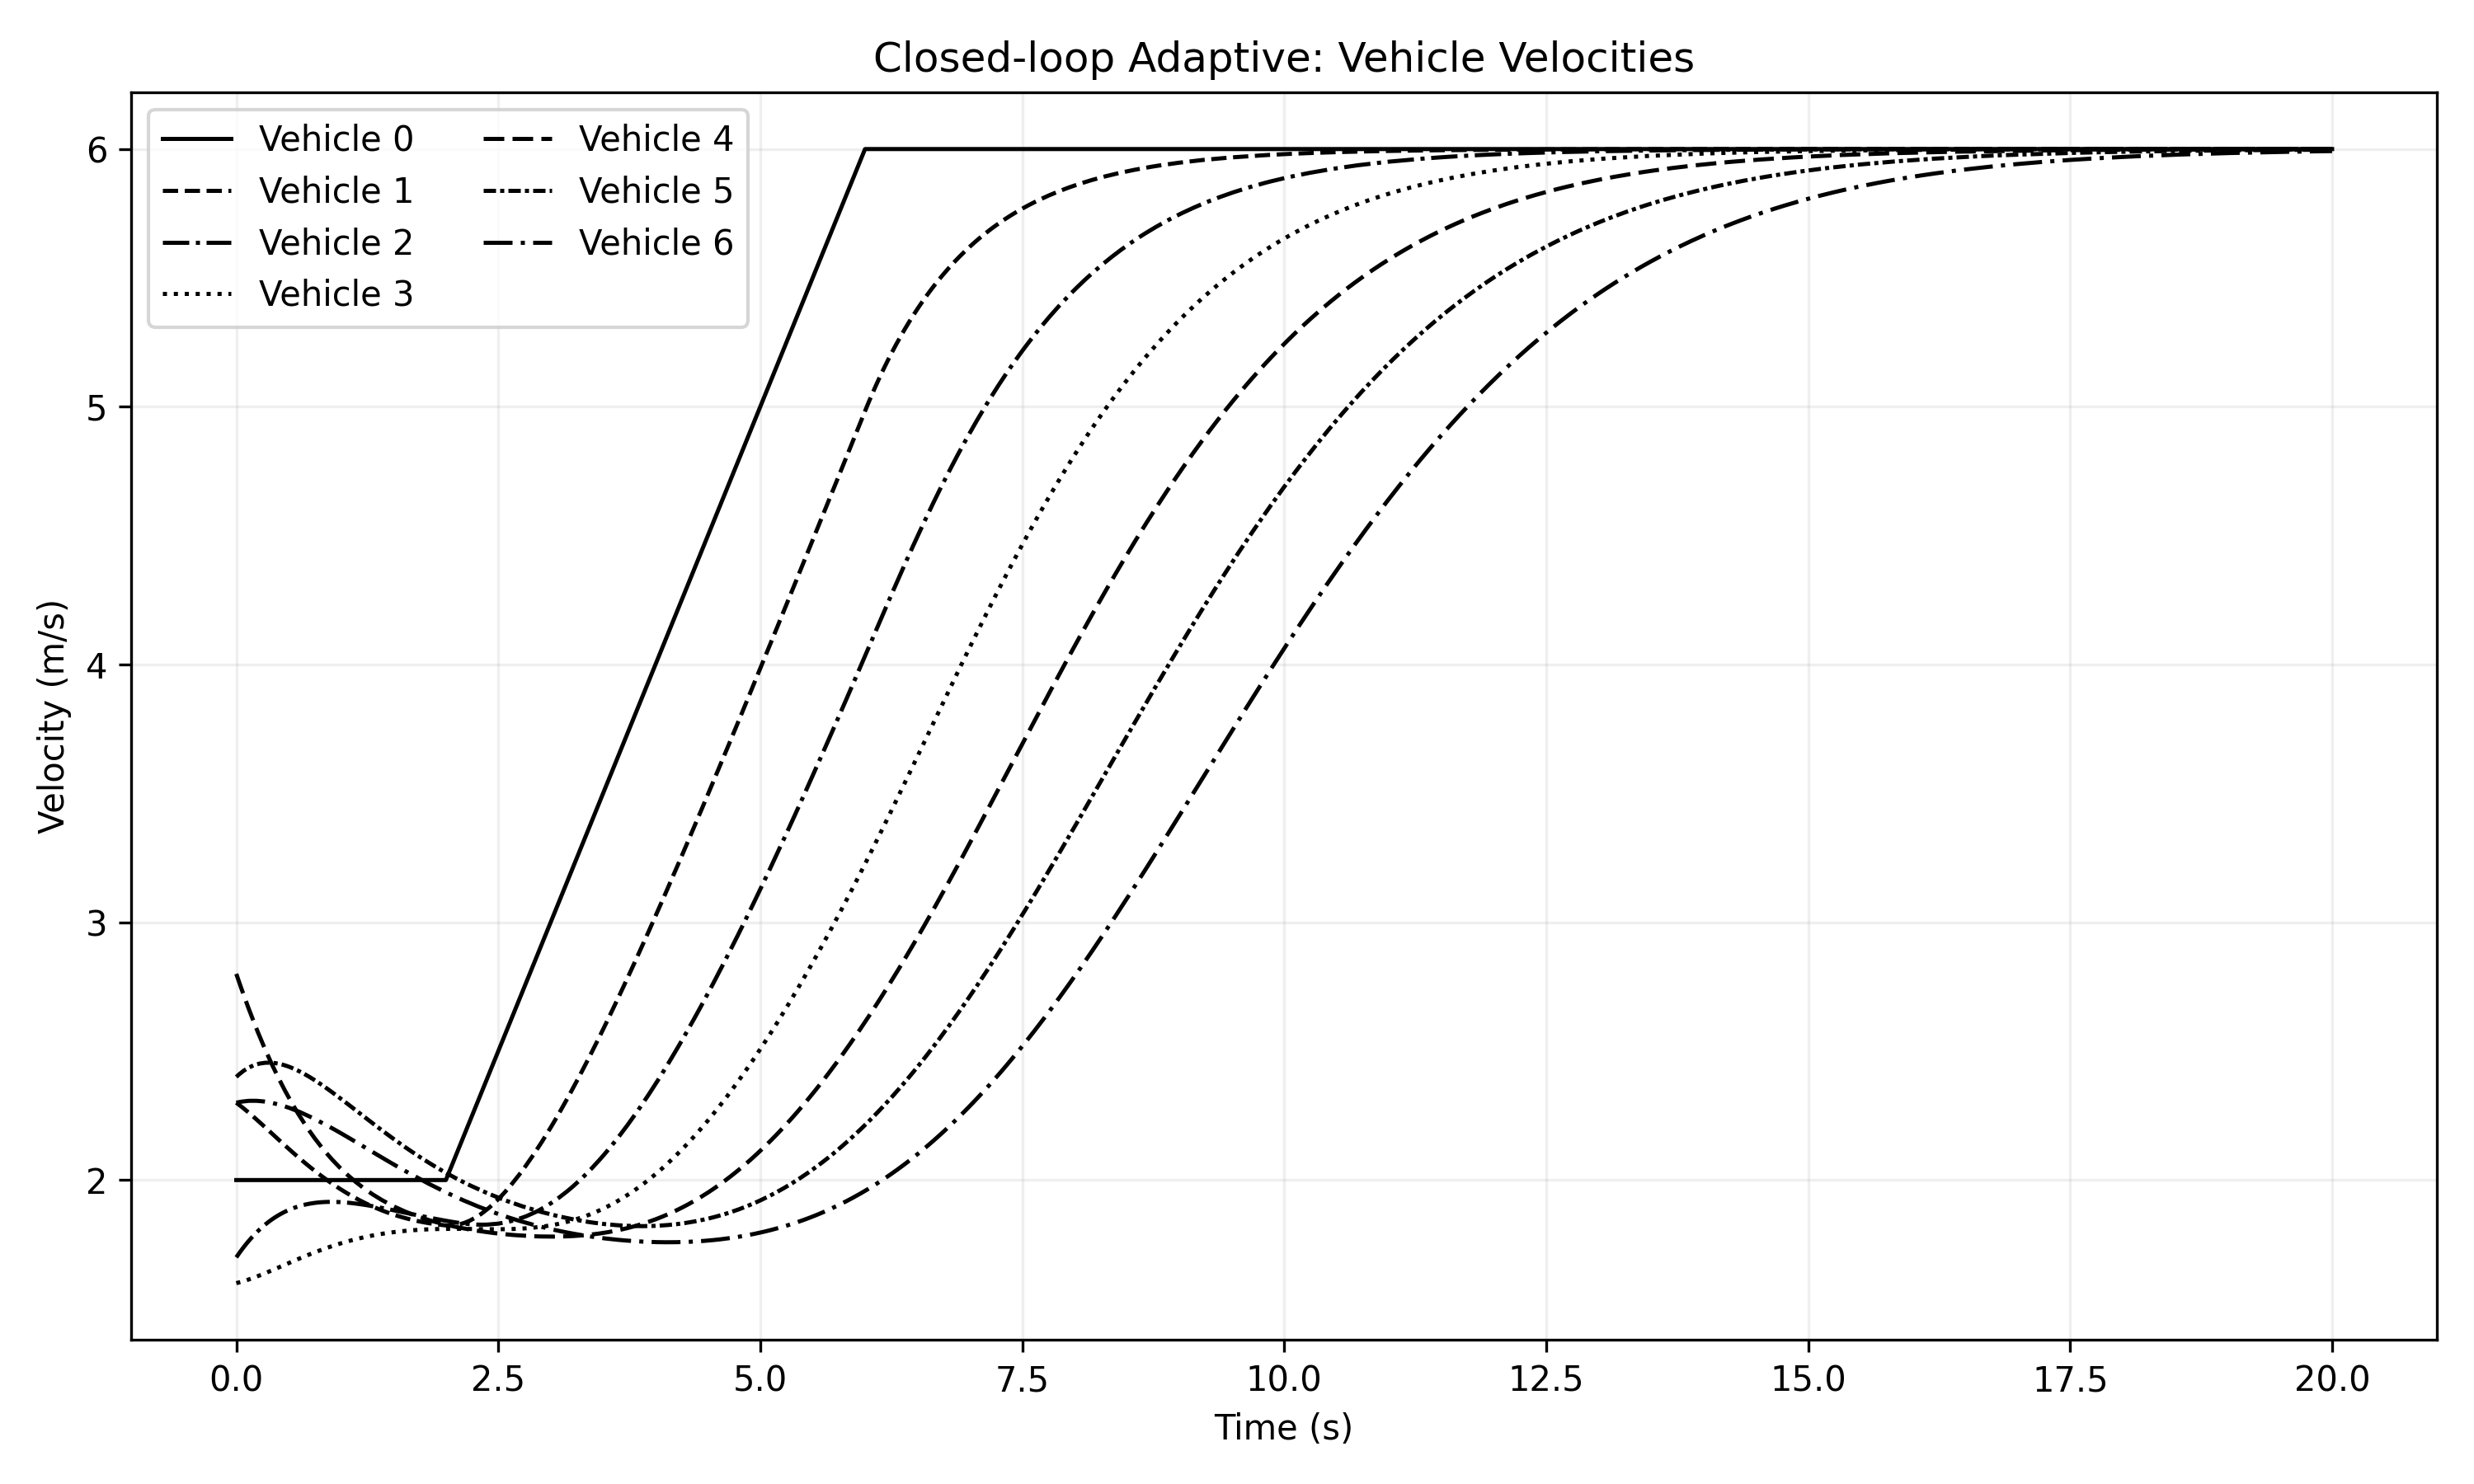 Closed-loop Adaptive: Vehicle Velocities
Vehicle 0
Vehicle 1
Vehicle 2
Vehicle 3
Vehicle 4
Vehicle 5
Vehicle 6
6
5
4
3
2
Velocity (m/s)
0.0 2.5 5.0 7.5 10.0 12.5 15.0 17.5 20.0
Time (s)